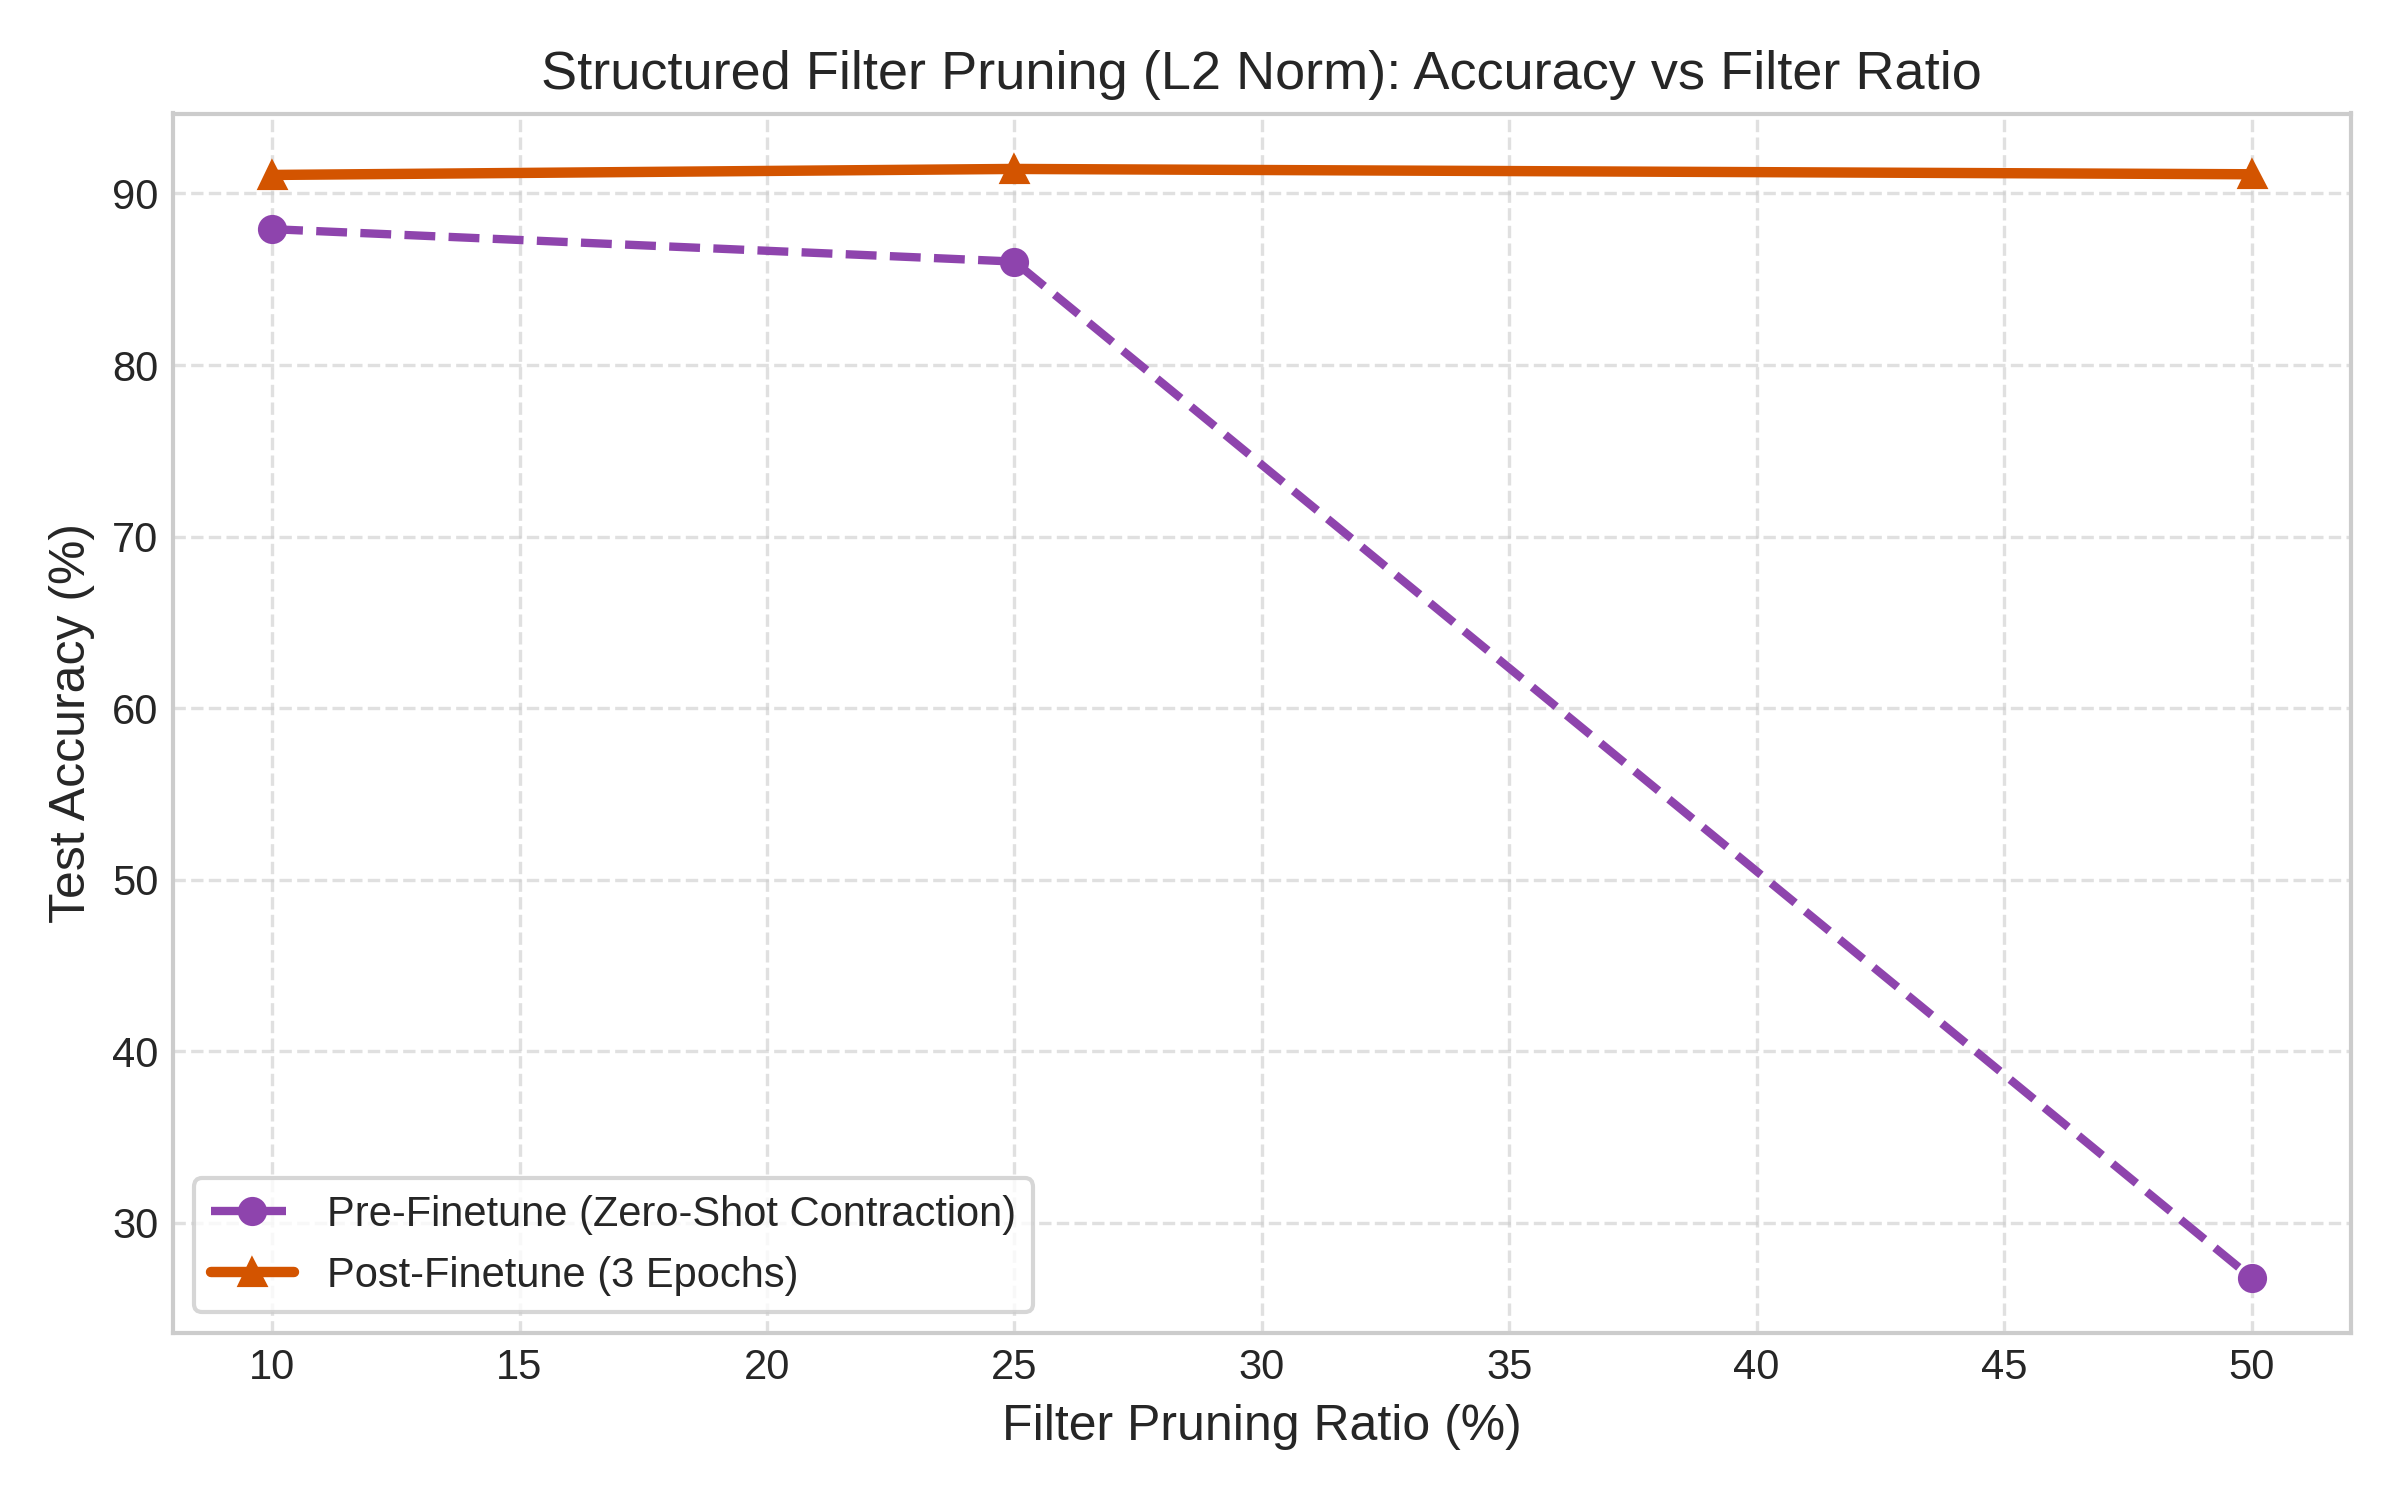 Structured Filter Pruning (L2 Norm): Accuracy vs Filter Ratio
Test Accuracy (%)
90
80
70
60
50
40
30
Pre-Finetune (Zero-Shot Contraction)
Post-Finetune (3 Epochs)
10 15 20 25 30 35 40 45 50
Filter Pruning Ratio (%)